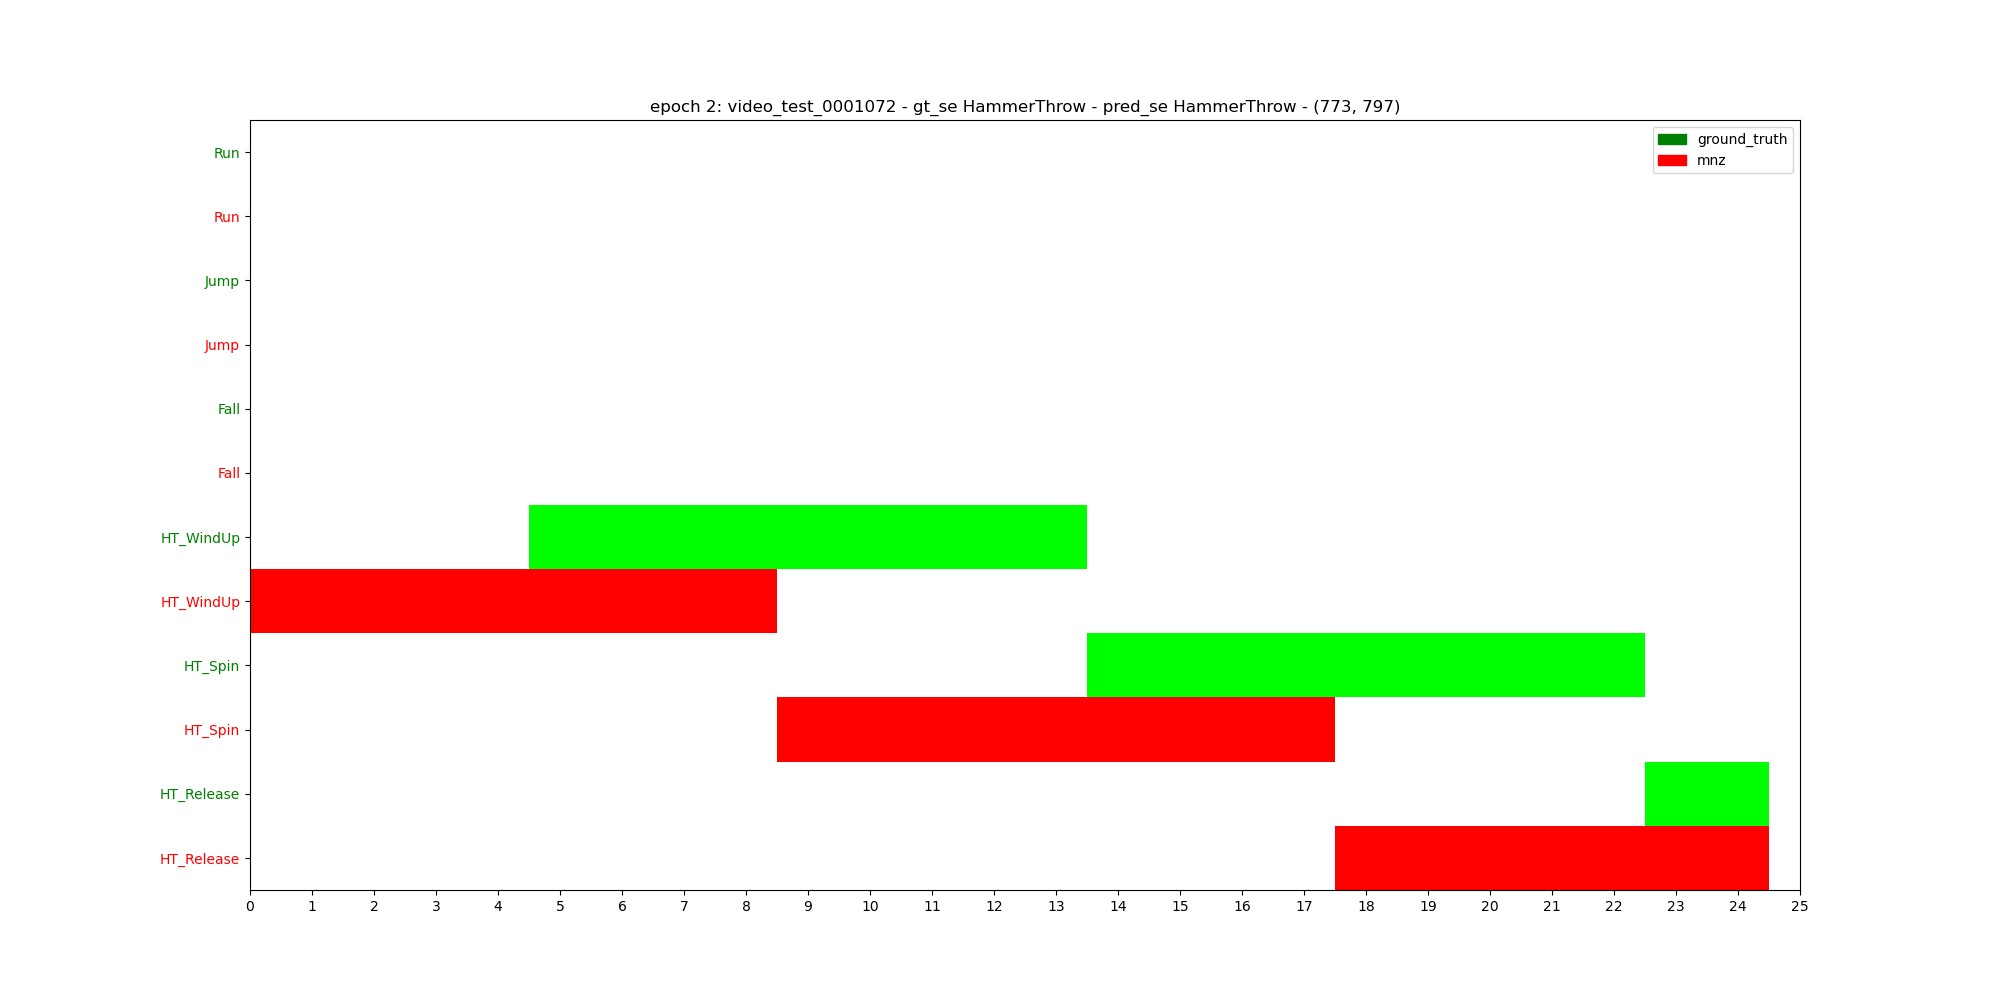 epoch 2: video_test_0001072 - gt_se HammerThrow - pred_se HammerThrow - (773, 797)
ground_truth
mnz
Run
Run
Jump
Jump
Fall
Fall
HT_WindUp
HT_WindUp
HT_Spin
HT_Spin
HT_Release
HT_Release
0 1 2 3 4 5 6 7 8 9 10 11 12 13 14 15 16 17 18 19 20 21 22 23 24 25